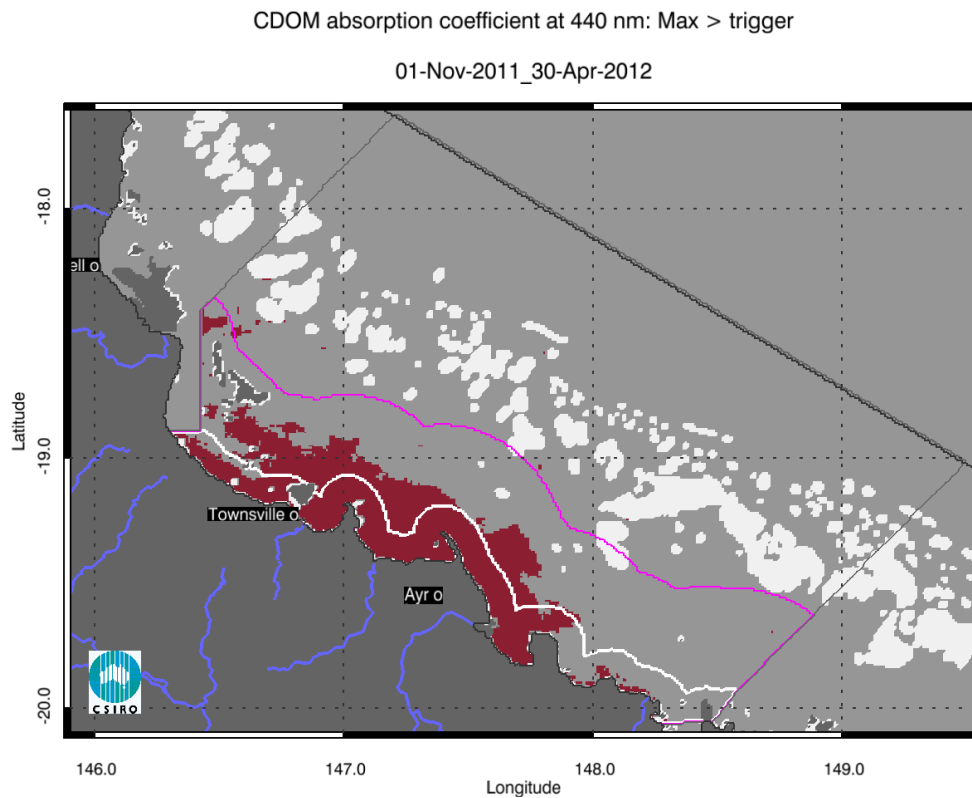 CDOM absorption coefficient at 440 nm: Max > trigger
01-Nov-2011_30-Apr-2012
-18.0
ell o
Latitude
-19.0
Townsville o
Ayr o
CSIRO
-20.0
146.0 147.0 148.0 149.0
Longitude